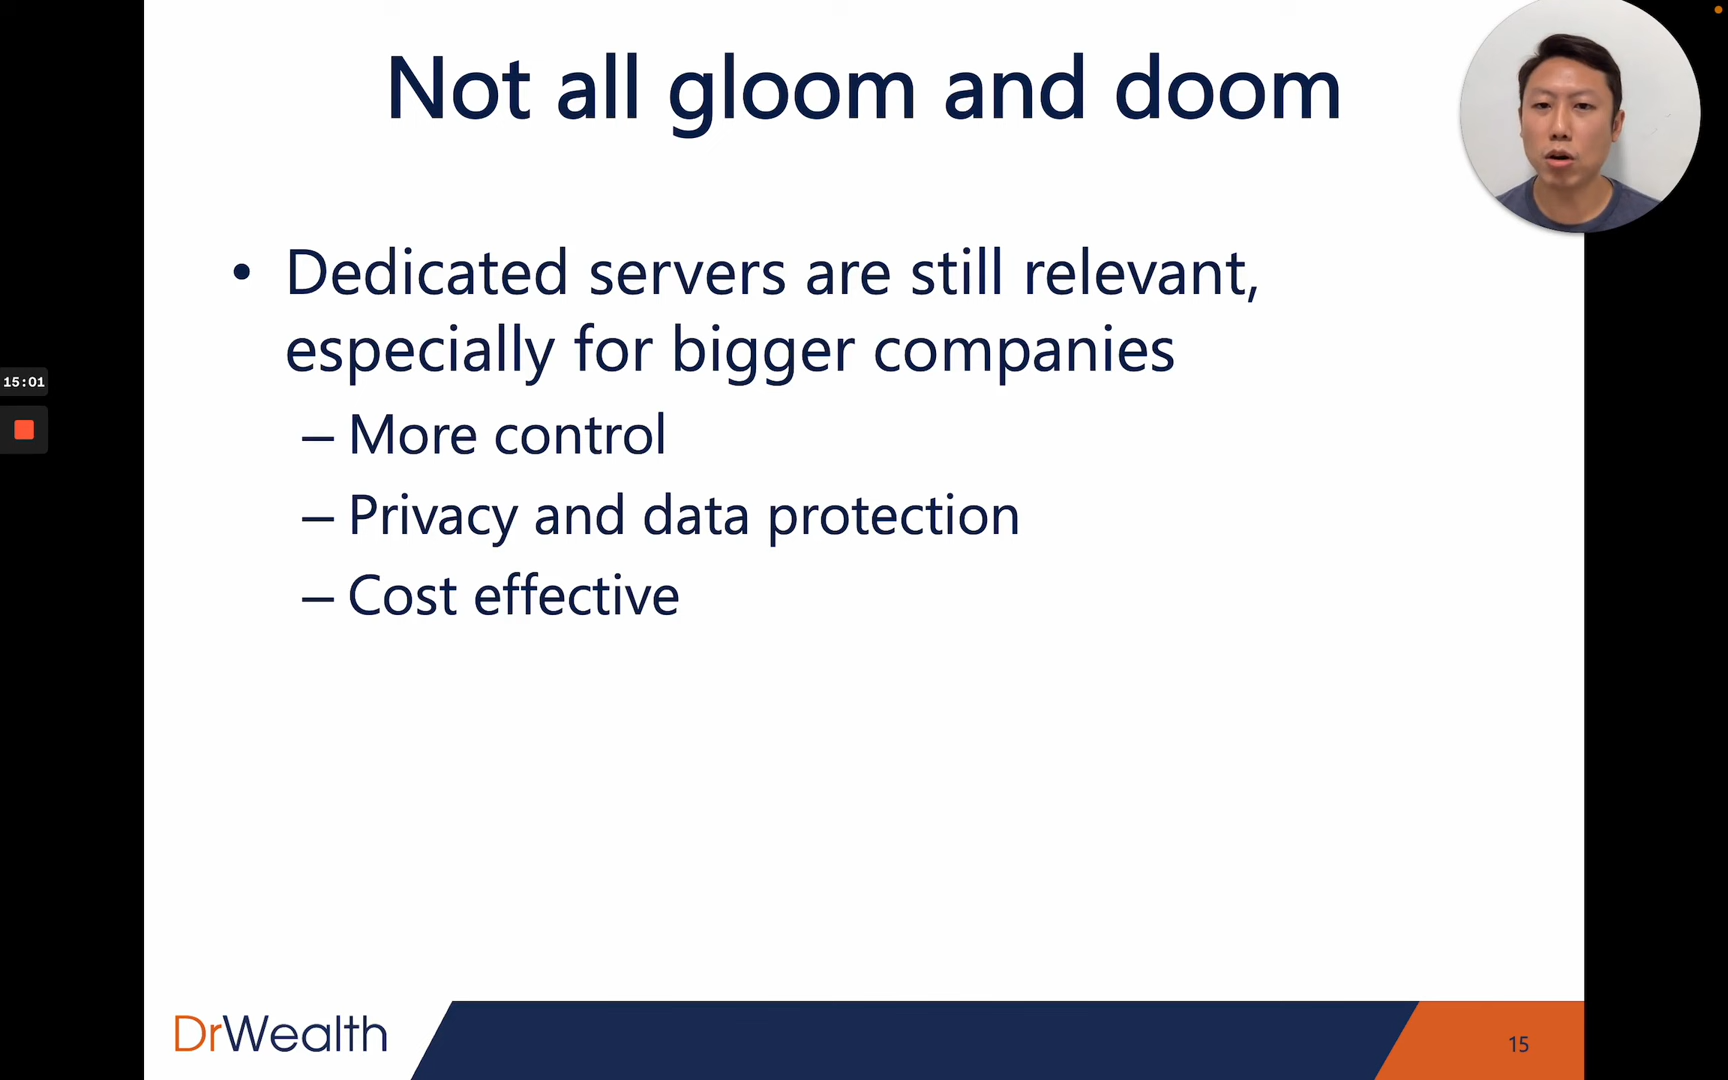 Not all gloom and doom
• Dedicated servers are still relevant,
especially for bigger companies
– More control
– Privacy and data protection
– Cost effective
15:01
DrWealth
15